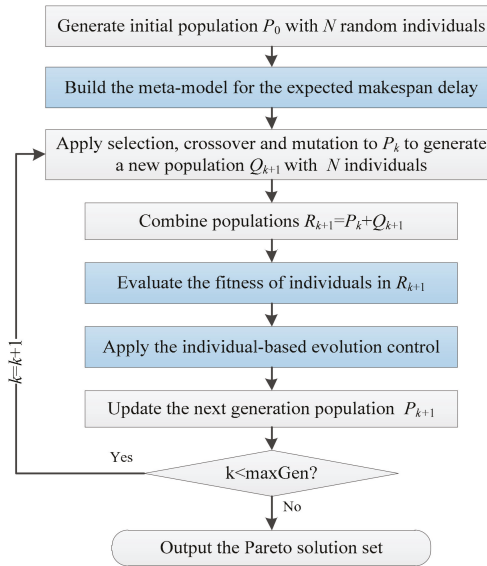 Generate initial population P₀ with N random individuals
Build the meta-model for the expected makespan delay
Apply selection, crossover and mutation to Pₖ to generate
a new population Qₖ₊₁ with N individuals
Combine populations Rₖ₊₁=Pₖ+Qₖ₊₁
Evaluate the fitness of individuals in Rₖ₊₁
Apply the individual-based evolution control
Update the next generation population Pₖ₊₁
k=k+1
Yes
k<maxGen?
No
Output the Pareto solution set